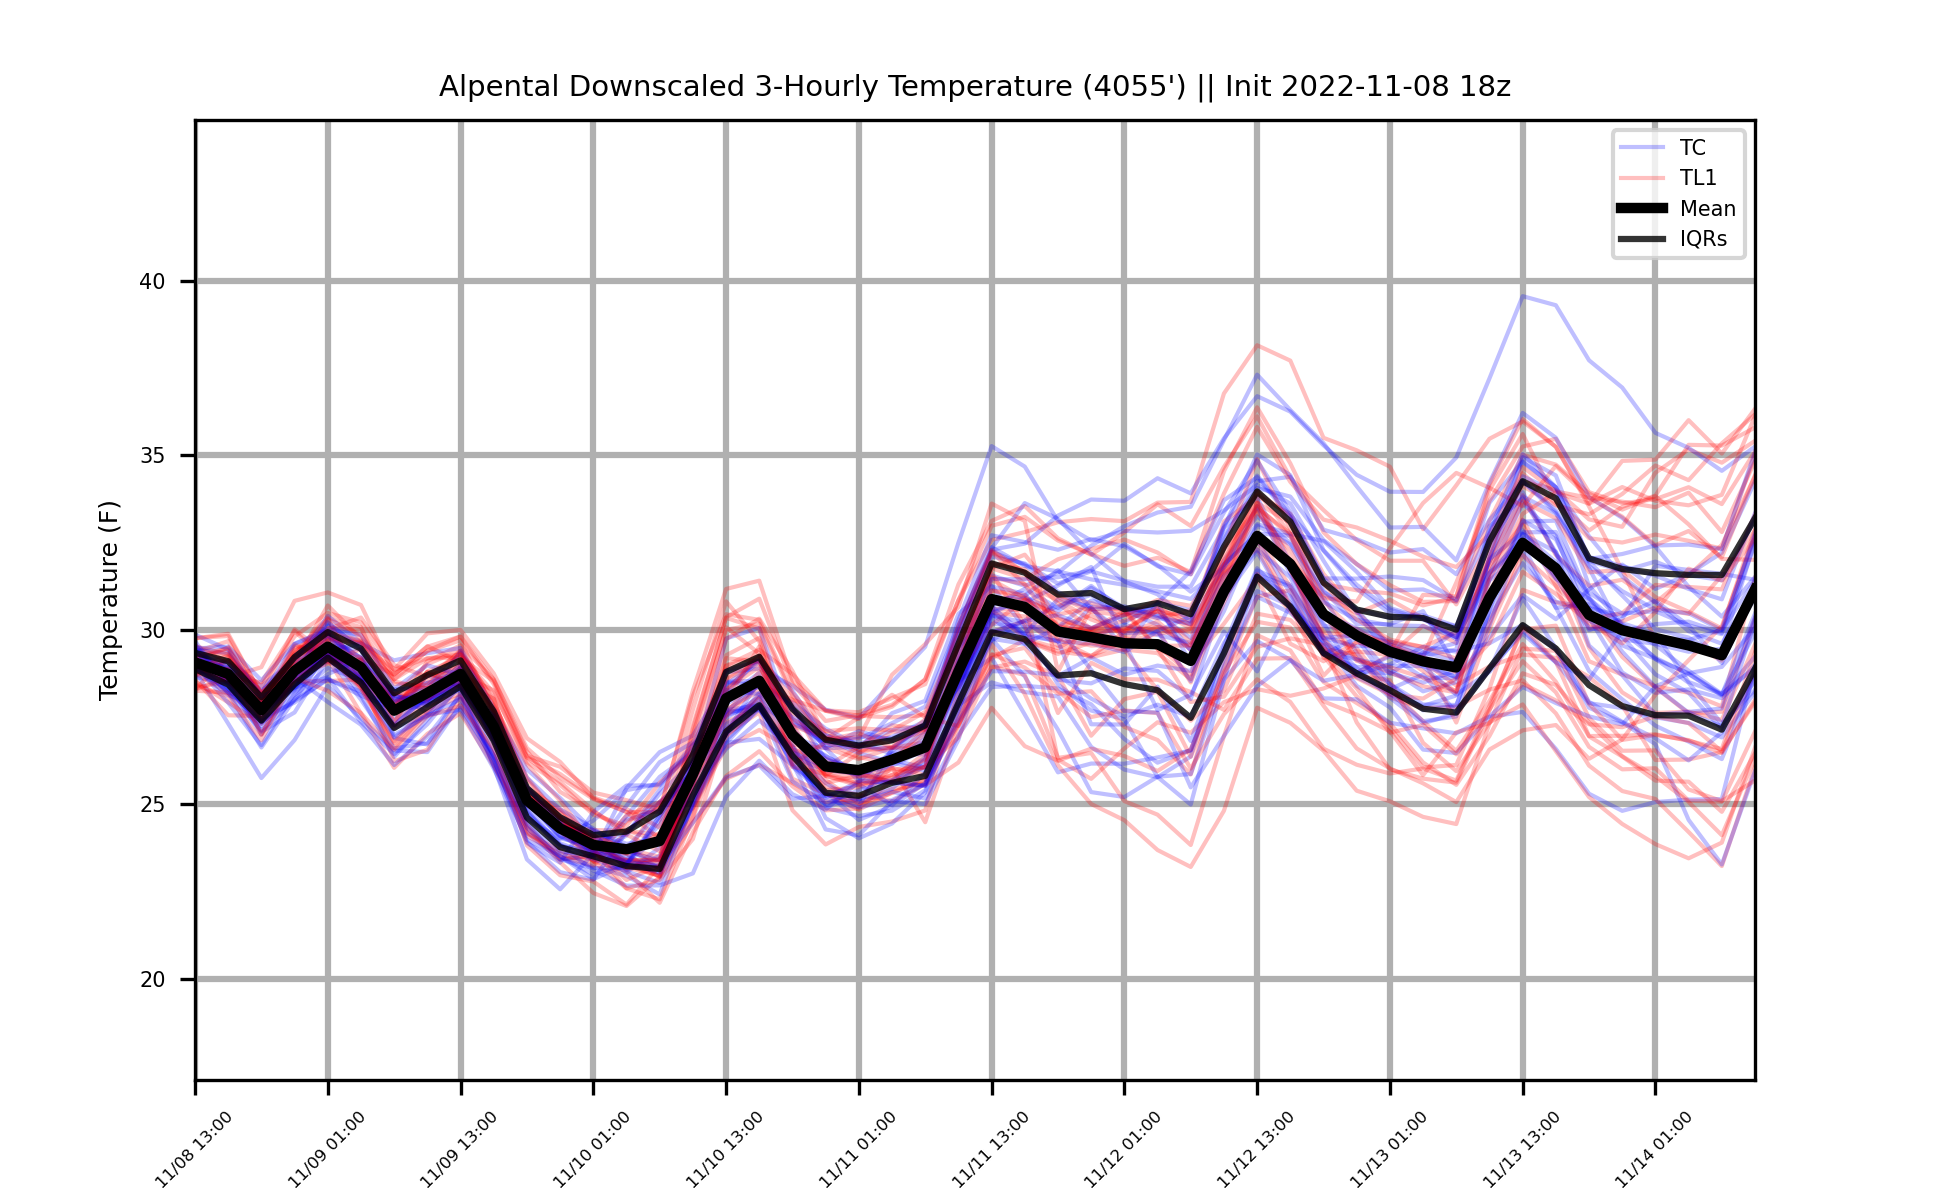 Alpental Downscaled 3-Hourly Temperature (4055') || Init 2022-11-08 18z
TC
TL1
Mean
IQRs
Temperature (F)
40
35
30
25
20
11/08 13:00
11/09 01:00
11/09 13:00
11/10 01:00
11/10 13:00
11/11 01:00
11/11 13:00
11/12 01:00
11/12 13:00
11/13 01:00
11/13 13:00
11/14 01:00